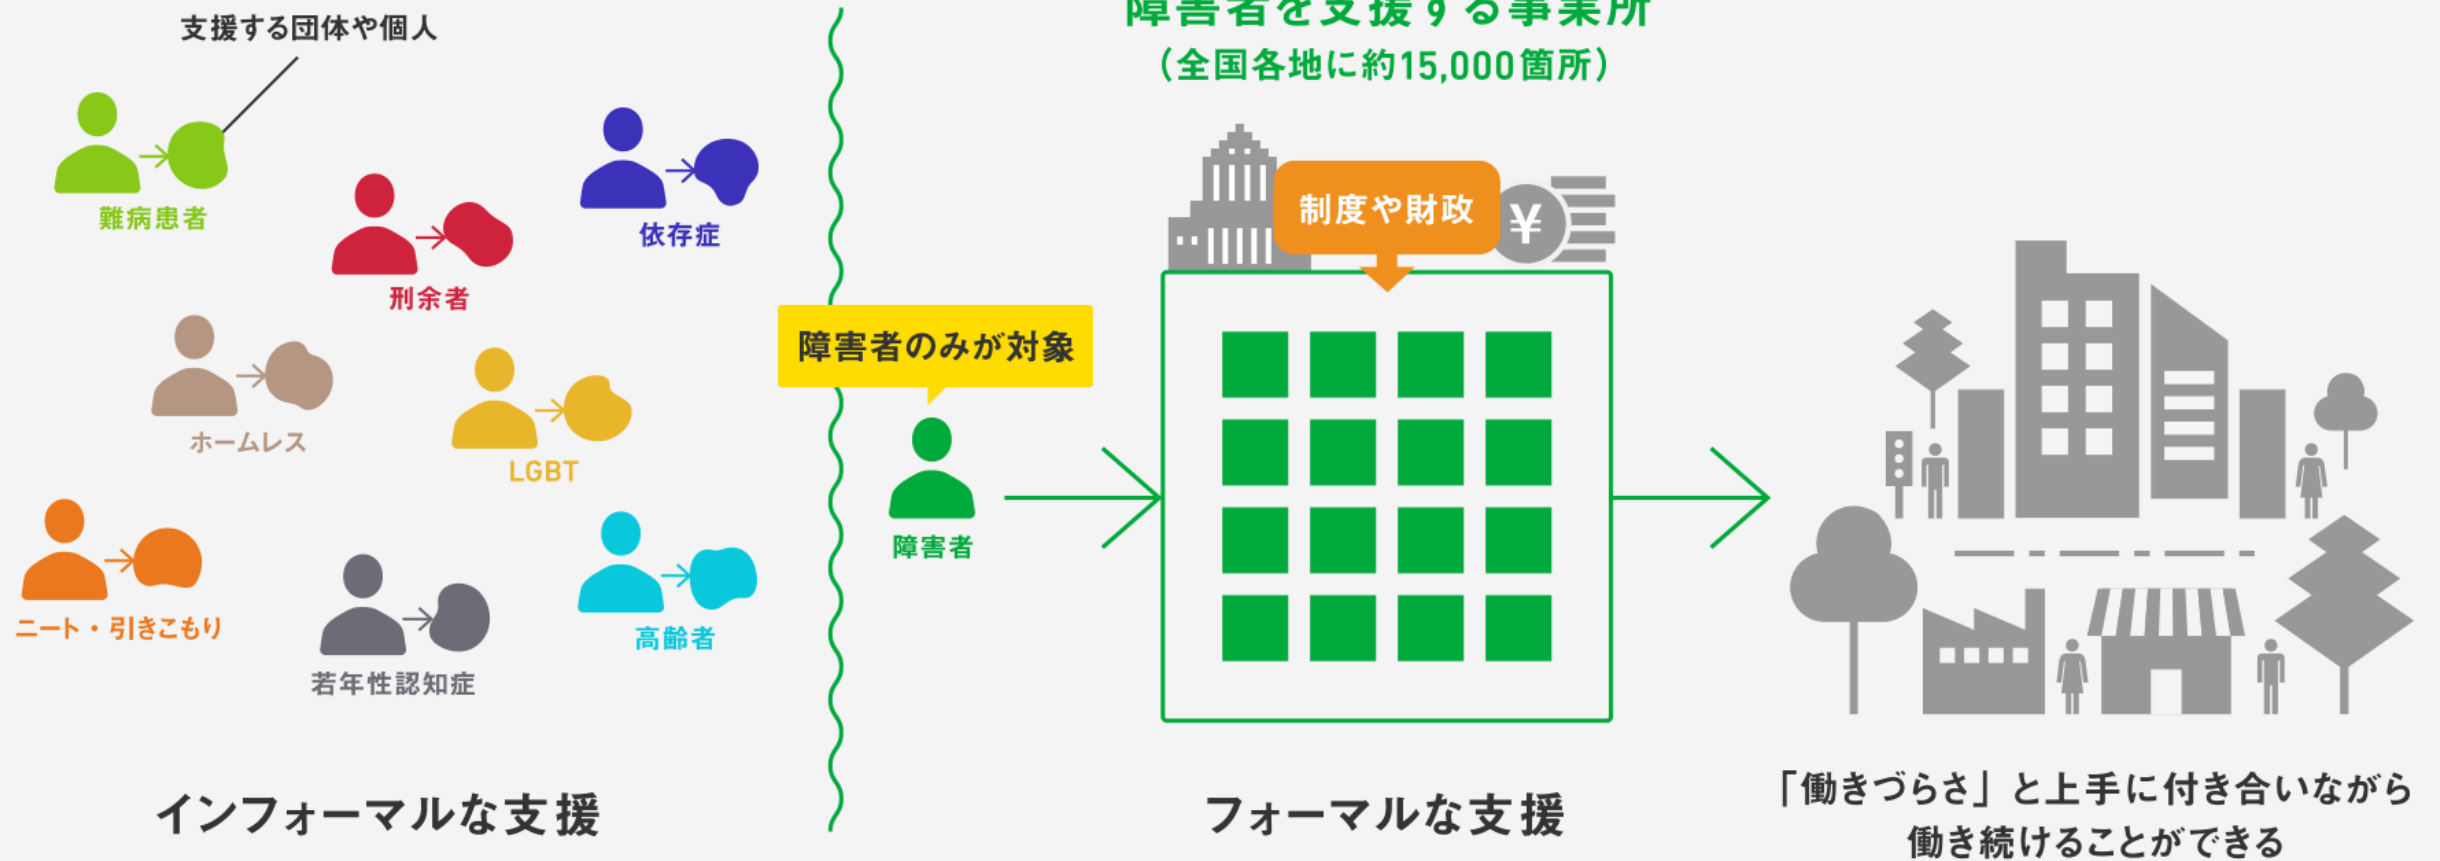 支援する団体や個人
難病患者
刑余者
依存症
ホームレス
LGBT
ニート・引きこもり
若年性認知症
高齢者
インフォーマルな支援
障害者を支援する事業所
（全国各地に約15,000箇所）
制度や財政
¥
障害者のみが対象
障害者
フォーマルな支援
「働きづらさ」と上手に付き合いながら
働き続けることができる